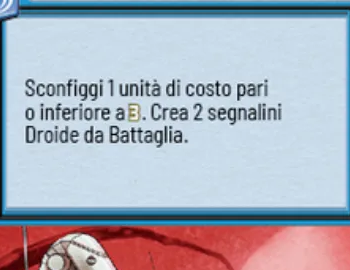 Sconfiggi 1 unità di costo pari
o inferiore a 3. Crea 2 segnalini
Droide da Battaglia.